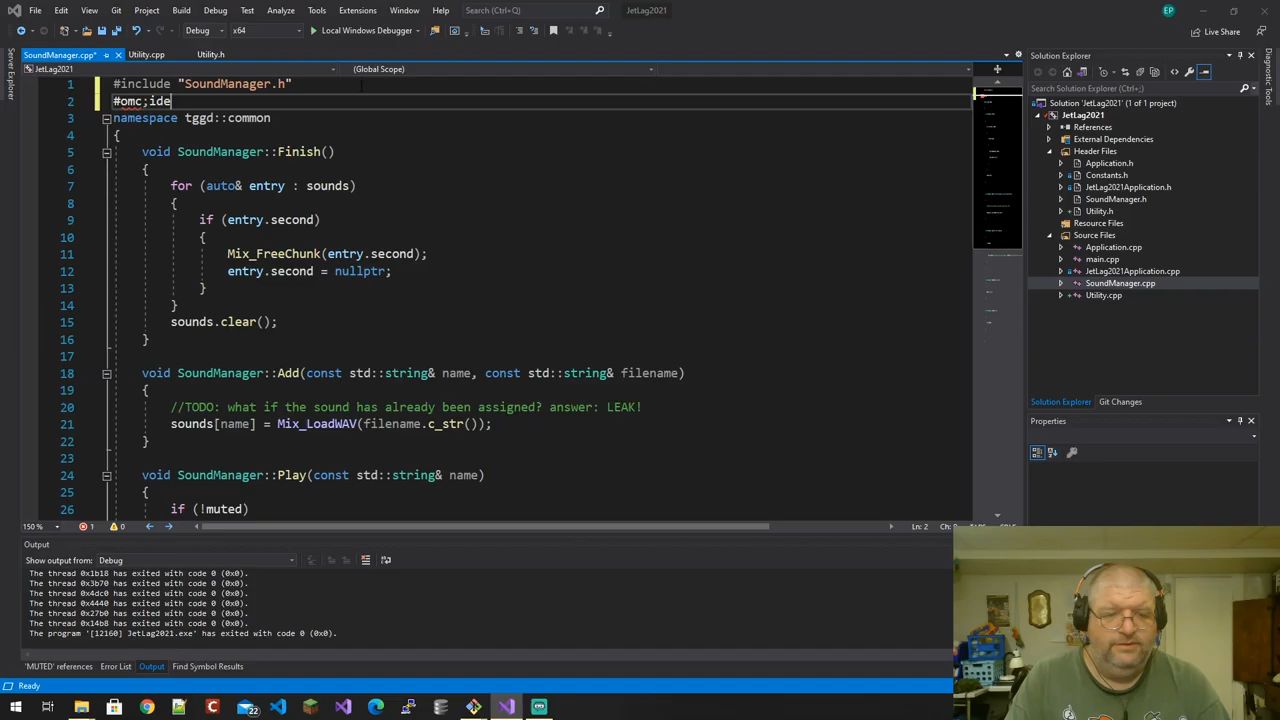 File Edit View Git Project Build Debug Test Analyze Tools Extensions Window Help Search (Ctrl+Q) JetLag2021 EP
Debug x64 Local Windows Debugger Live Share
Server Explorer
SoundManager.cpp* Utility.cpp Utility.h
JetLag2021 (Global Scope)
1 #include "SoundManager.h"
2 #omc;ide
3 namespace tggd::common
4 {
5 void SoundManager::Finish()
6 {
7 for (auto& entry : sounds)
8 {
9 if (entry.second)
10 {
11 Mix_FreeChunk(entry.second);
12 entry.second = nullptr;
13 }
14 }
15 sounds.clear();
16 }
17
18 void SoundManager::Add(const std::string& name, const std::string& filename)
19 {
20 //TODO: what if the sound has already been assigned? answer: LEAK!
21 sounds[name] = Mix_LoadWAV(filename.c_str());
22 }
23
24 void SoundManager::Play(const std::string& name)
25 {
26 if (!muted)
150 % 1 0 Ln: 2
Output
Show output from: Debug
The thread 0x1b18 has exited with code 0 (0x0).
The thread 0x3b70 has exited with code 0 (0x0).
The thread 0x4dc0 has exited with code 0 (0x0).
The thread 0x4440 has exited with code 0 (0x0).
The thread 0x27b0 has exited with code 0 (0x0).
The thread 0x14b8 has exited with code 0 (0x0).
The program '[12160] JetLag2021.exe' has exited with code 0 (0x0).
'MUTED' references Error List Output Find Symbol Results
Ready
Solution Explorer
Search Solution Explorer (Ctrl+;)
Solution 'JetLag2021' (1 of 1 project)
JetLag2021
References
External Dependencies
Header Files
Application.h
Constants.h
JetLag2021Application.h
SoundManager.h
Utility.h
Resource Files
Source Files
Application.cpp
main.cpp
JetLag2021Application.cpp
SoundManager.cpp
Utility.cpp
Solution Explorer Git Changes
Properties
Diagnostic Tools
22